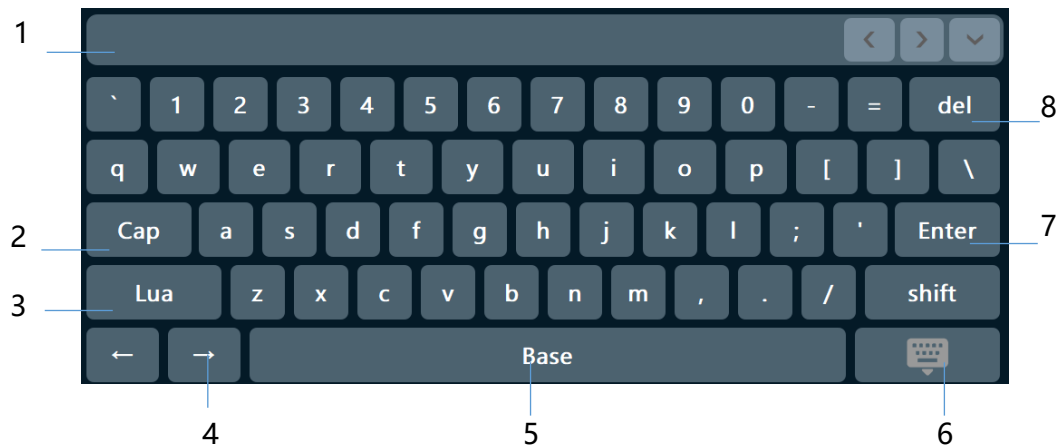 1
` 1 2 3 4 5 6 7 8 9 0 - = del
8
q w e r t y u i o p [ ] \
2
Cap a s d f g h j k l ; ' Enter
7
3
Lua z x c v b n m , . / shift
← → Base
4 5 6